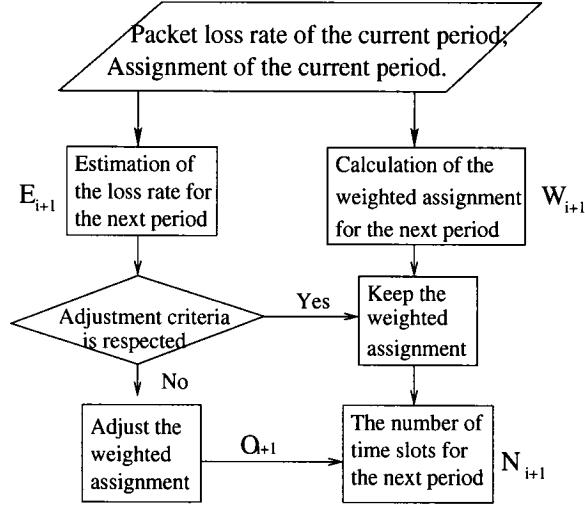 Packet loss rate of the current period;
Assignment of the current period.
Estimation of
the loss rate for
the next period
E i+1
Calculation of the
weighted assignment
for the next period
W i+1
Adjustment criteria
is respected
Yes
Keep the
weighted
assignment
No
Adjust the
weighted
assignment
O i+1
The number of
time slots for
the next period
N i+1